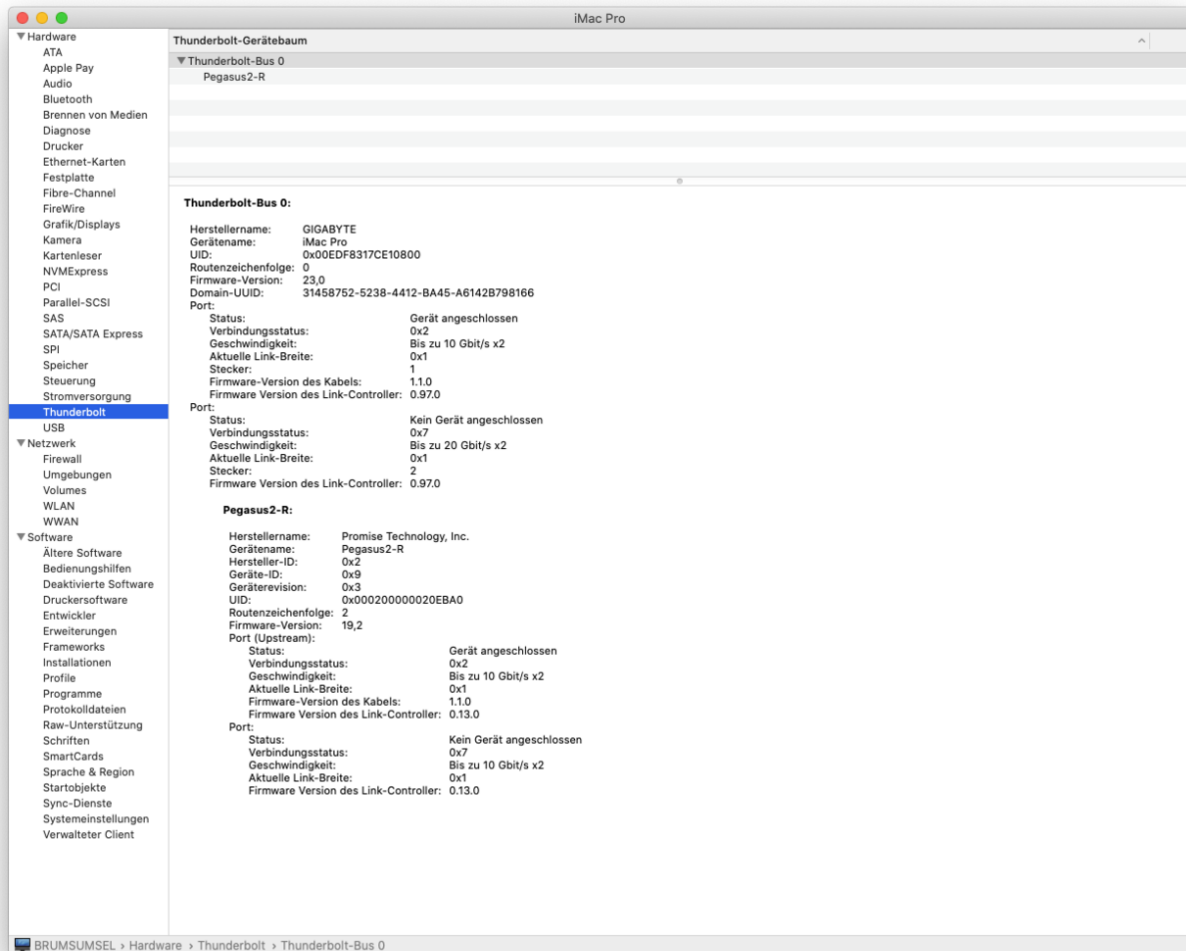 iMac Pro
Hardware
ATA
Apple Pay
Audio
Bluetooth
Brennen von Medien
Diagnose
Drucker
Ethernet-Karten
Festplatte
Fibre-Channel
FireWire
Grafik/Displays
Kamera
Kartenleser
NVMExpress
PCI
Parallel-SCSI
SAS
SATA/SATA Express
SPI
Speicher
Steuerung
Stromversorgung
Thunderbolt
USB
Netzwerk
Firewall
Umgebungen
Volumes
WLAN
WWAN
Software
Ältere Software
Bedienungshilfen
Deaktivierte Software
Druckersoftware
Entwickler
Erweiterungen
Frameworks
Installationen
Profile
Programme
Protokolldateien
Raw-Unterstützung
Schriften
SmartCards
Sprache & Region
Startobjekte
Sync-Dienste
Systemeinstellungen
Verwalteter Client
Thunderbolt-Gerätebaum
Thunderbolt-Bus 0
Pegasus2-R
Thunderbolt-Bus 0:
Herstellername: GIGABYTE
Gerätename: iMac Pro
UID: 0x00EDF8317CE10800
Routenzeichenfolge: 0
Firmware-Version: 23,0
Domain-UUID: 31458752-5238-4412-BA45-A6142B798166
Port:
Status: Gerät angeschlossen
Verbindungsstatus: 0x2
Geschwindigkeit: Bis zu 10 Gbit/s x2
Aktuelle Link-Breite: 0x1
Stecker: 1
Firmware-Version des Kabels: 1.1.0
Firmware Version des Link-Controller: 0.97.0
Port:
Status: Kein Gerät angeschlossen
Verbindungsstatus: 0x7
Geschwindigkeit: Bis zu 20 Gbit/s x2
Aktuelle Link-Breite: 0x1
Stecker: 2
Firmware Version des Link-Controller: 0.97.0
Pegasus2-R:
Herstellername: Promise Technology, Inc.
Gerätename: Pegasus2-R
Hersteller-ID: 0x2
Geräte-ID: 0x9
Geräterevision: 0x3
UID: 0x000200000020EBA0
Routenzeichenfolge: 2
Firmware-Version: 19,2
Port (Upstream):
Status: Gerät angeschlossen
Verbindungsstatus: 0x2
Geschwindigkeit: Bis zu 10 Gbit/s x2
Aktuelle Link-Breite: 0x1
Firmware-Version des Kabels: 1.1.0
Firmware Version des Link-Controller: 0.13.0
Port:
Status: Kein Gerät angeschlossen
Verbindungsstatus: 0x7
Geschwindigkeit: Bis zu 10 Gbit/s x2
Aktuelle Link-Breite: 0x1
Firmware Version des Link-Controller: 0.13.0
BRUMSUMSEL › Hardware › Thunderbolt › Thunderbolt-Bus 0